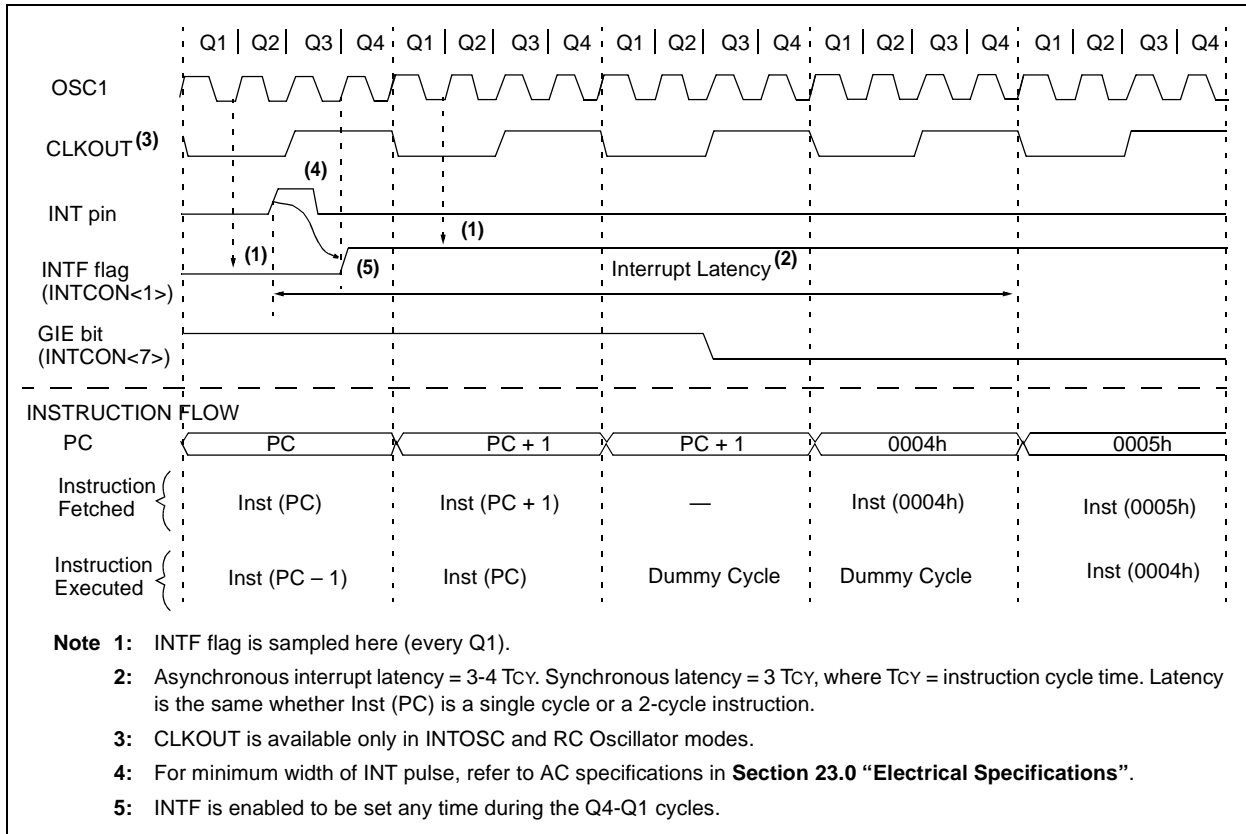 Q1 | Q2 | Q3 | Q4 Q1 | Q2 | Q3 | Q4 Q1 | Q2 | Q3 | Q4 Q1 | Q2 | Q3 | Q4 Q1 | Q2 | Q3 | Q4
OSC1
CLKOUT (3)
(4)
INT pin
(1)
(1)
INTF flag
(INTCON<1>)
(5)
Interrupt Latency (2)
GIE bit
(INTCON<7>)
INSTRUCTION FLOW
PC PC PC + 1 PC + 1 0004h 0005h
Instruction
Fetched
Inst (PC) Inst (PC + 1) — Inst (0004h) Inst (0005h)
Instruction
Executed
Inst (PC – 1) Inst (PC) Dummy Cycle Dummy Cycle Inst (0004h)
Note 1: INTF flag is sampled here (every Q1).
2: Asynchronous interrupt latency = 3-4 TCY. Synchronous latency = 3 TCY, where TCY = instruction cycle time. Latency
is the same whether Inst (PC) is a single cycle or a 2-cycle instruction.
3: CLKOUT is available only in INTOSC and RC Oscillator modes.
4: For minimum width of INT pulse, refer to AC specifications in Section 23.0 “Electrical Specifications”.
5: INTF is enabled to be set any time during the Q4-Q1 cycles.